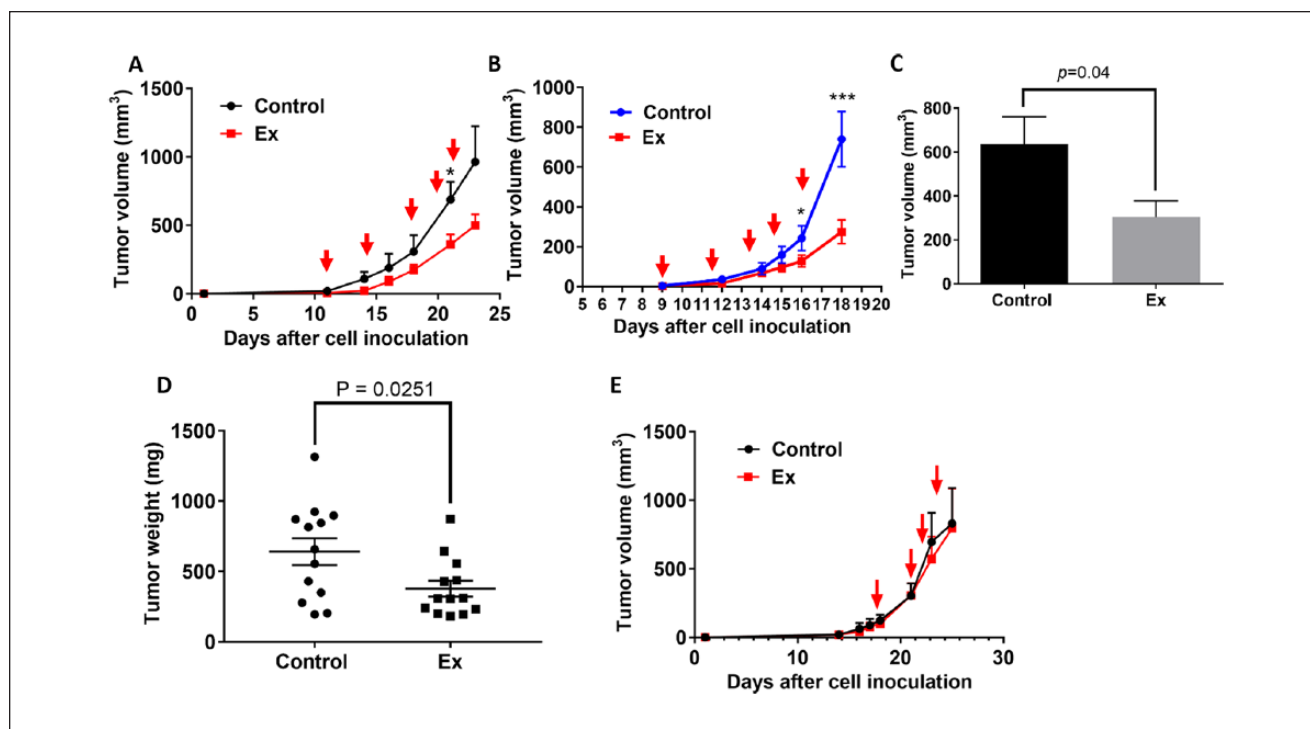 A
Tumor volume (mm³)
1500
1000
500
0
Control
Ex
*
0 5 10 15 20 25
Days after cell inoculation
B
Tumor volume (mm³)
1000
800
600
400
200
0
Control
Ex
*
***
5 6 7 8 9 10 11 12 13 14 15 16 17 18 19 20
Days after cell inoculation
C
p=0.04
Tumor volume (mm³)
800
600
400
200
0
Control Ex
D
P = 0.0251
Tumor weight (mg)
1500
1000
500
0
Control Ex
E
Tumor volume (mm³)
1500
1000
500
0
Control
Ex
0 10 20 30
Days after cell inoculation